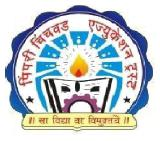 पिंपरी चिंचवड एज्युकेशन ट्रस्ट
॥ सा विद्या या विमुक्तये ॥